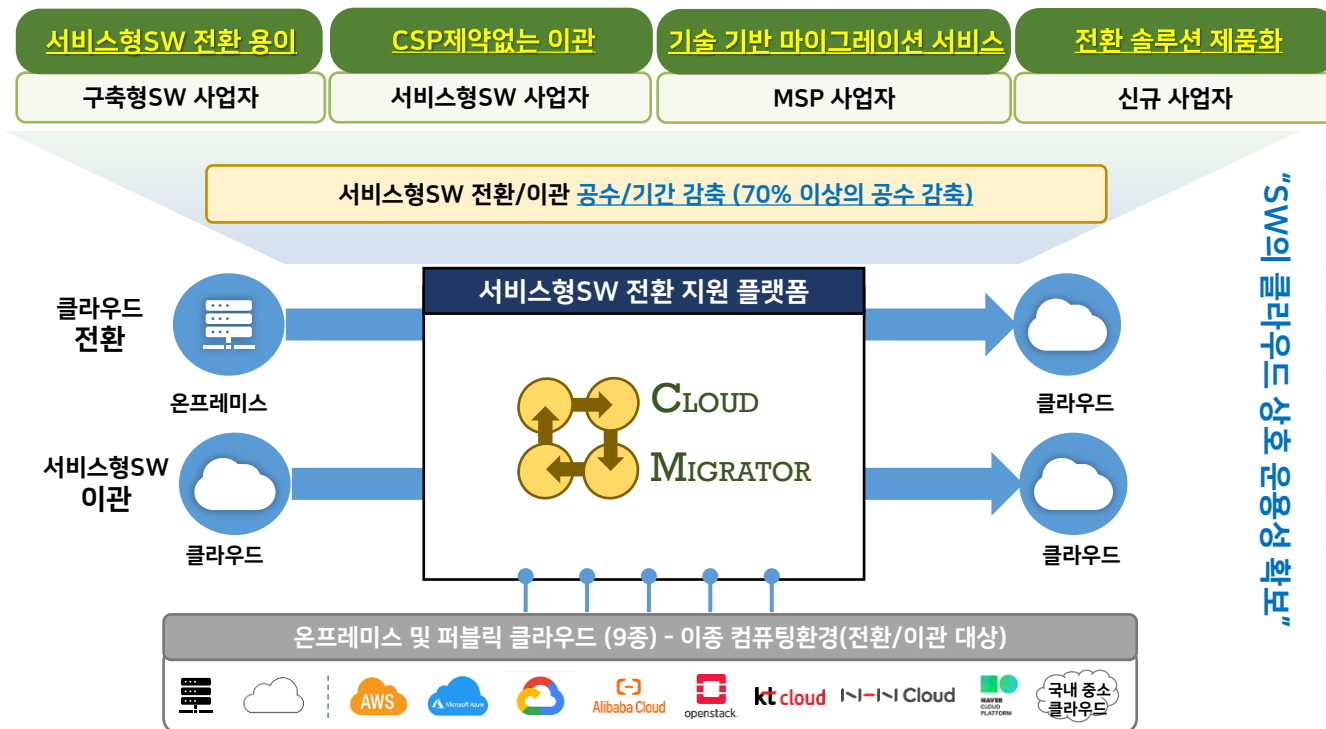 서비스형SW 전환 용이
CSP제약없는 이관
기술 기반 마이그레이션 서비스
전환 솔루션 제품화
구축형SW 사업자
서비스형SW 사업자
MSP 사업자
신규 사업자
서비스형SW 전환/이관 공수/기간 감축 (70% 이상의 공수 감축)
클라우드
전환
온프레미스
서비스형SW
이관
클라우드
서비스형SW 전환 지원 플랫폼
CLOUD
MIGRATOR
클라우드
클라우드
“SW의 클라우드 상호 운용성 확보”
온프레미스 및 퍼블릭 클라우드 (9종) - 이종 컴퓨팅환경(전환/이관 대상)
AWS
Microsoft Azure
Alibaba Cloud
openstack.
kt cloud
NHN Cloud
NAVER
CLOUD
PLATFORM
국내 중소
클라우드